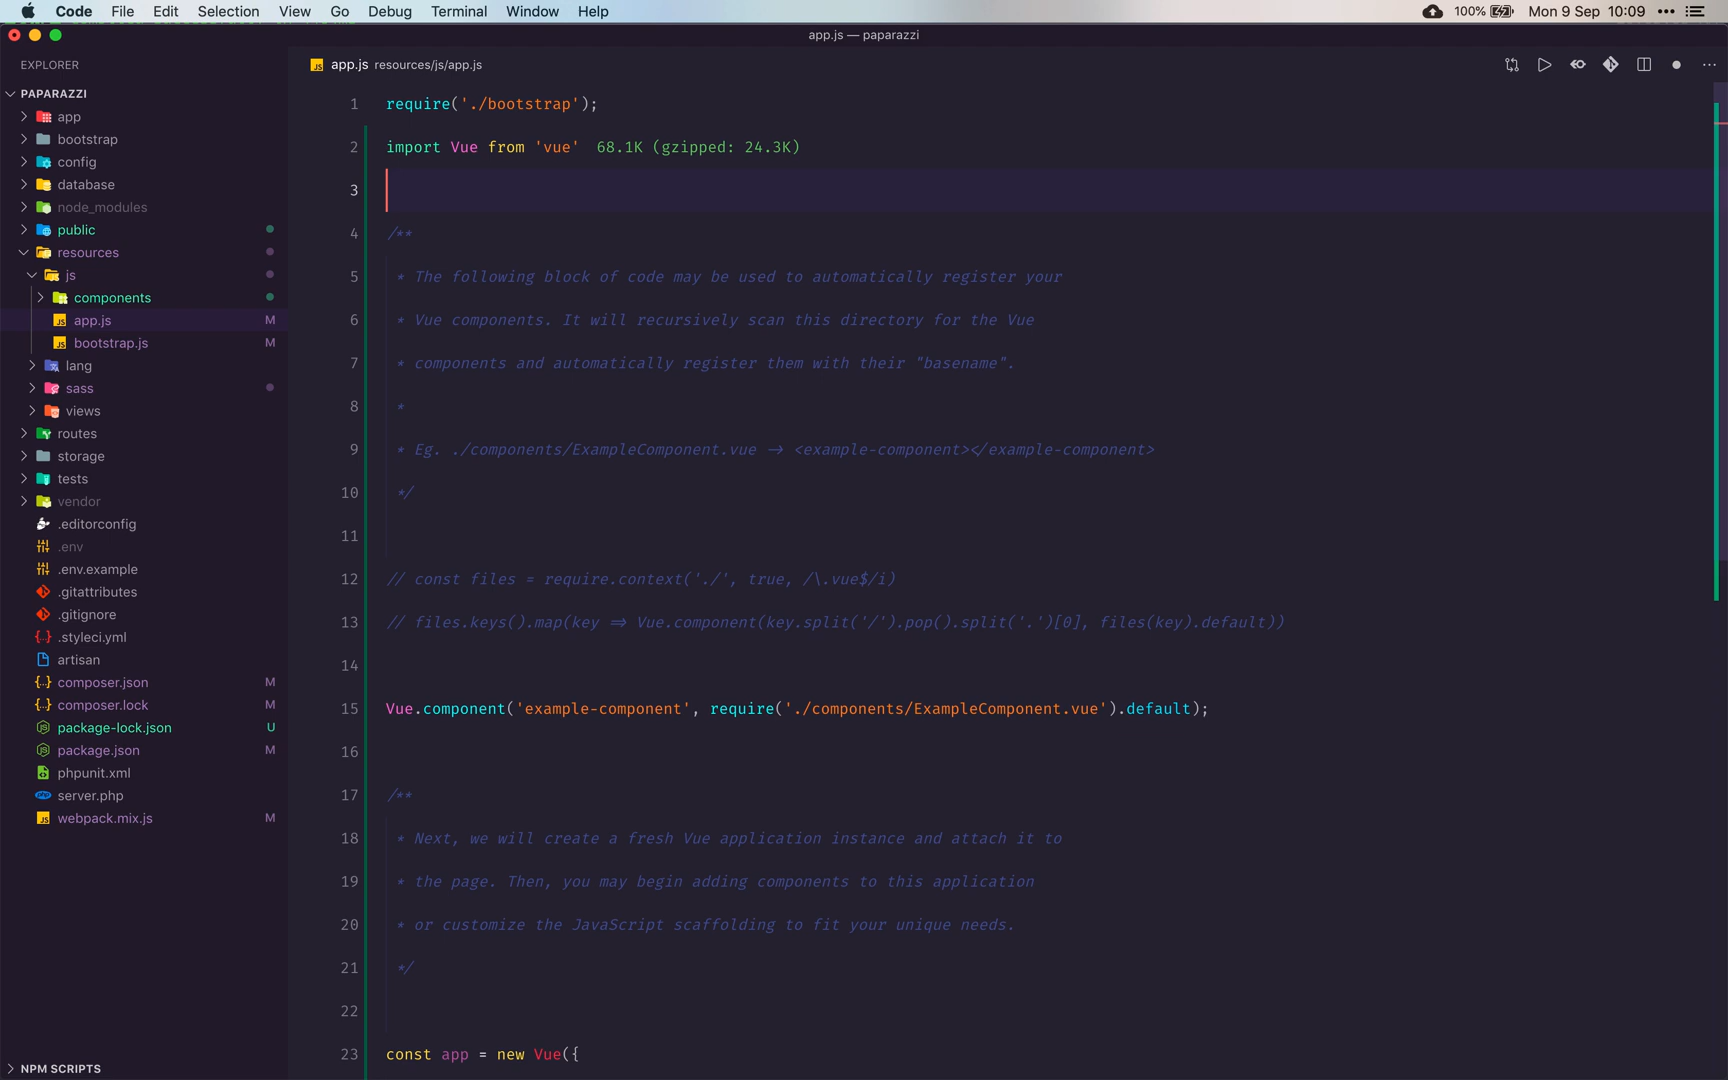 Code File Edit Selection View Go Debug Terminal Window Help 100% Mon 9 Sep 10:09
app.js — paparazzi
EXPLORER
app.js resources/js/app.js
PAPARAZZI
app
bootstrap
config
database
node_modules
public
resources
js
components
app.js M
bootstrap.js M
lang
sass
views
routes
storage
tests
vendor
.editorconfig
.env
.env.example
.gitattributes
.gitignore
.styleci.yml
artisan
composer.json M
composer.lock M
package-lock.json U
package.json M
phpunit.xml
server.php
webpack.mix.js M
NPM SCRIPTS
1 require('./bootstrap');
2 import Vue from 'vue' 68.1K (gzipped: 24.3K)
3
4 /**
5 * The following block of code may be used to automatically register your
6 * Vue components. It will recursively scan this directory for the Vue
7 * components and automatically register them with their "basename".
8 *
9 * Eg. ./components/ExampleComponent.vue -> <example-component></example-component>
10 */
11
12 // const files = require.context('./', true, /\.vue$/i)
13 // files.keys().map(key => Vue.component(key.split('/').pop().split('.')[0], files(key).default))
14
15 Vue.component('example-component', require('./components/ExampleComponent.vue').default);
16
17 /**
18 * Next, we will create a fresh Vue application instance and attach it to
19 * the page. Then, you may begin adding components to this application
20 * or customize the JavaScript scaffolding to fit your unique needs.
21 */
22
23 const app = new Vue({